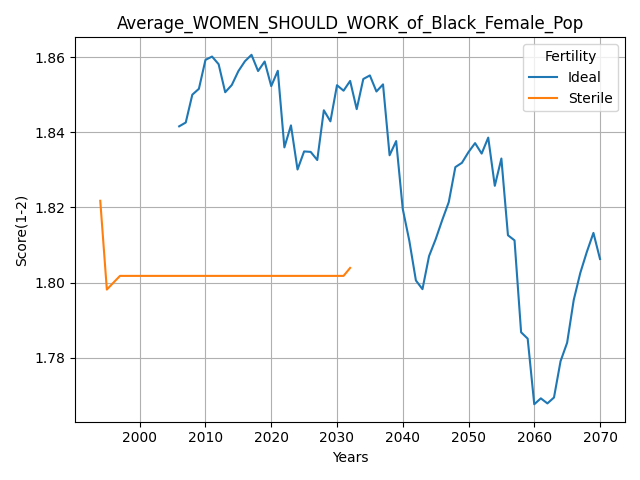 Average_WOMEN_SHOULD_WORK_of_Black_Female_Pop
Fertility
Ideal
Sterile
Score(1-2)
1.86
1.84
1.82
1.80
1.78
2000 2010 2020 2030 2040 2050 2060 2070
Years